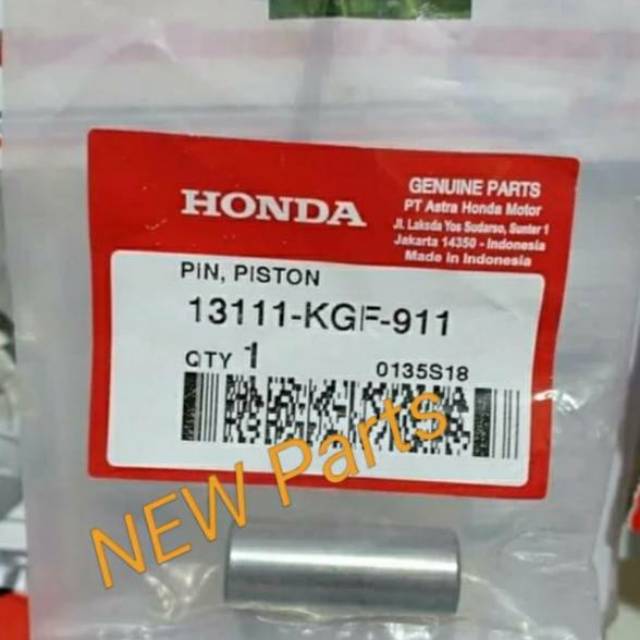 HONDA
GENUINE PARTS
PT Astra Honda Motor
Jl. Laksda Yos Sudarso, Sunter 1
Jakarta 14350 - Indonesia
Made in Indonesia
PiN, PISTON
13111-KGF-911
QTY 1
0135S18
NEW Parts